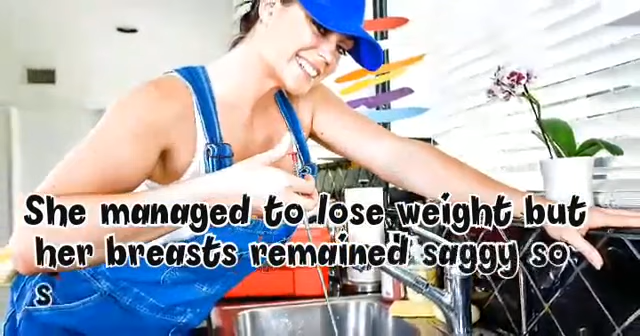 She managed to lose weight but
her breasts remained saggy so
s